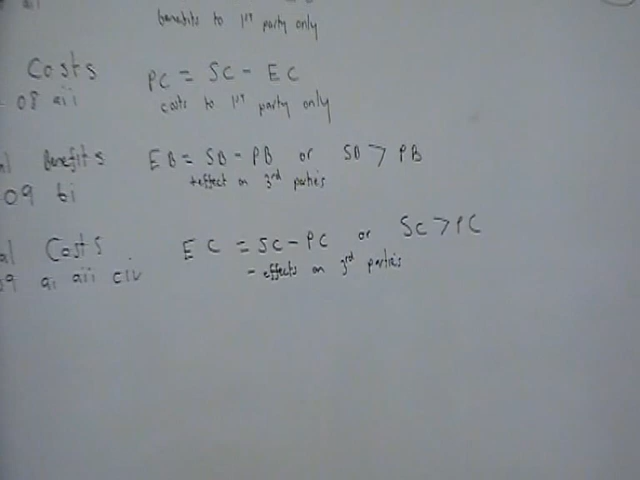 benefits to 1st party only
Costs PC = SC - EC
08 aii costs to 1st party only
al Benefits EB = SB - PB or SB > PB
09 bi +effect on 3rd parties
al Costs EC = SC - PC or SC > PC
09 ai aii civ - effects on 3rd parties